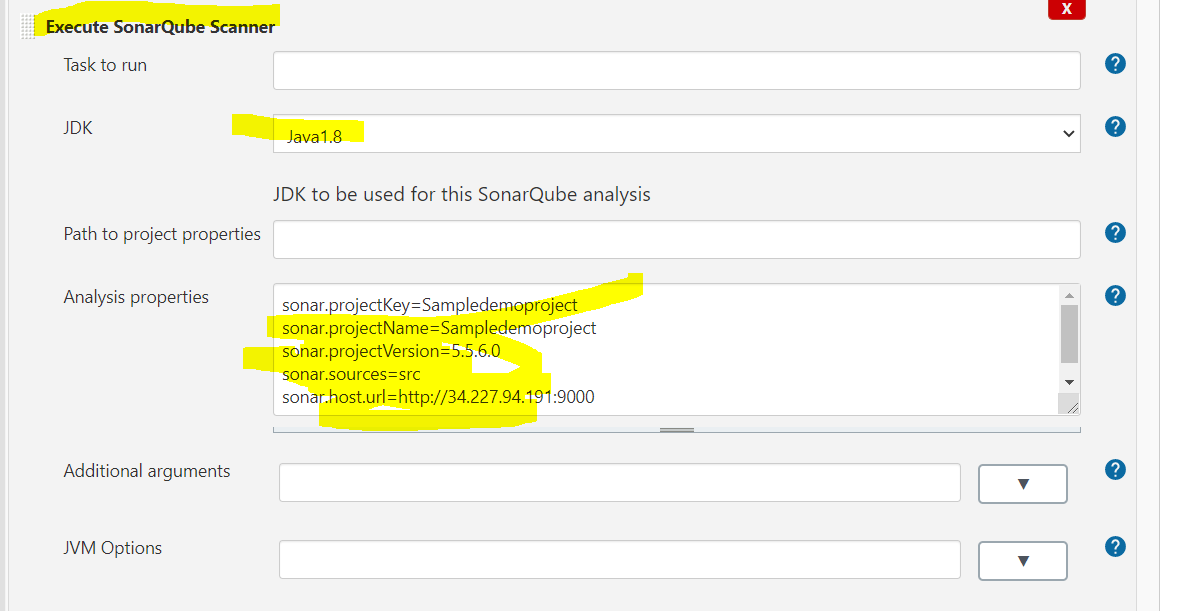 Execute SonarQube Scanner
X
Task to run
?
JDK
Java1.8
?
JDK to be used for this SonarQube analysis
Path to project properties
?
Analysis properties
sonar.projectKey=Sampledemoproject
sonar.projectName=Sampledemoproject
sonar.projectVersion=5.5.6.0
sonar.sources=src
sonar.host.url=http://34.227.94.191:9000
?
Additional arguments
▼
?
JVM Options
▼
?